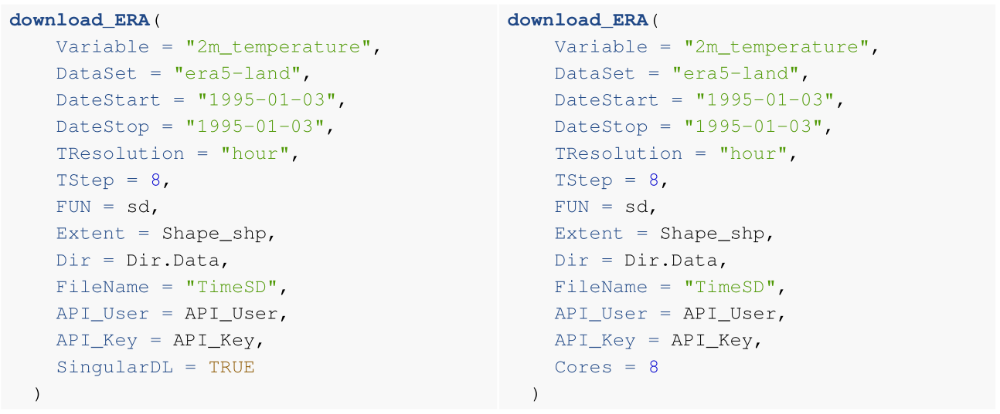 download_ERA(
    Variable = "2m_temperature",
    DataSet = "era5-land",
    DateStart = "1995-01-03",
    DateStop = "1995-01-03",
    TResolution = "hour",
    TStep = 8,
    FUN = sd,
    Extent = Shape_shp,
    Dir = Dir.Data,
    FileName = "TimeSD",
    API_User = API_User,
    API_Key = API_Key,
    SingularDL = TRUE
  )
download_ERA(
    Variable = "2m_temperature",
    DataSet = "era5-land",
    DateStart = "1995-01-03",
    DateStop = "1995-01-03",
    TResolution = "hour",
    TStep = 8,
    FUN = sd,
    Extent = Shape_shp,
    Dir = Dir.Data,
    FileName = "TimeSD",
    API_User = API_User,
    API_Key = API_Key,
    Cores = 8
  )